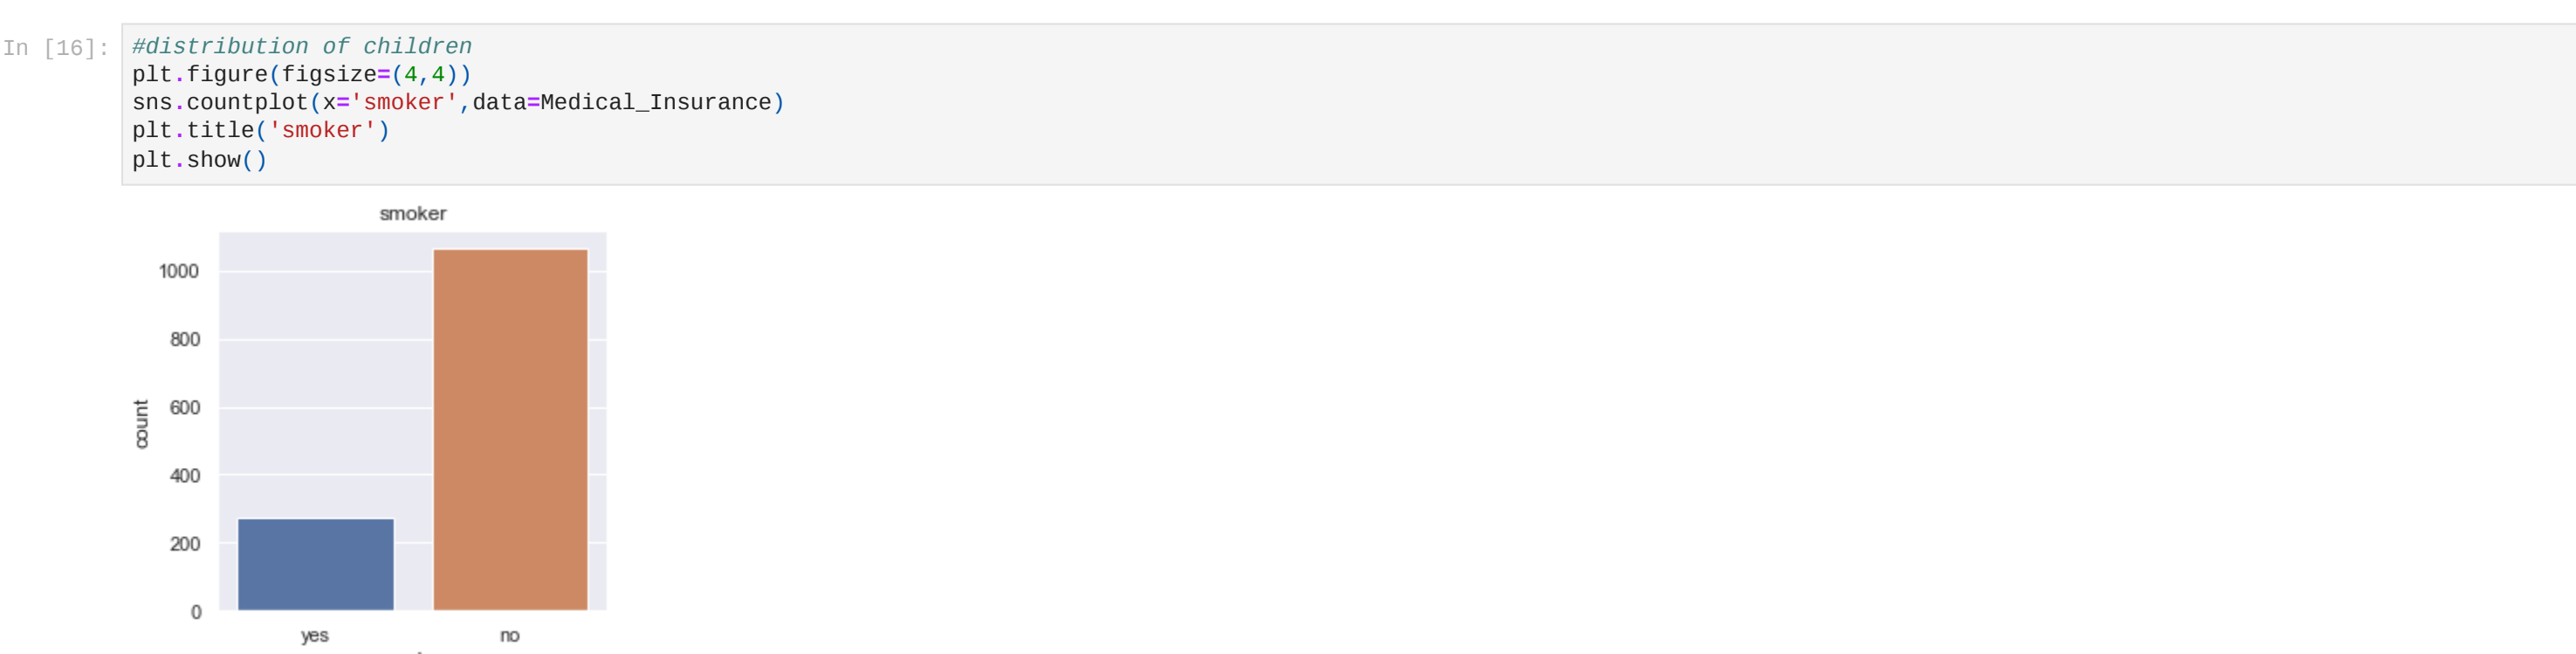 In [16]:
#distribution of children
plt.figure(figsize=(4,4))
sns.countplot(x='smoker',data=Medical_Insurance)
plt.title('smoker')
plt.show()
smoker
1000
800
600
400
200
0
count
yes no